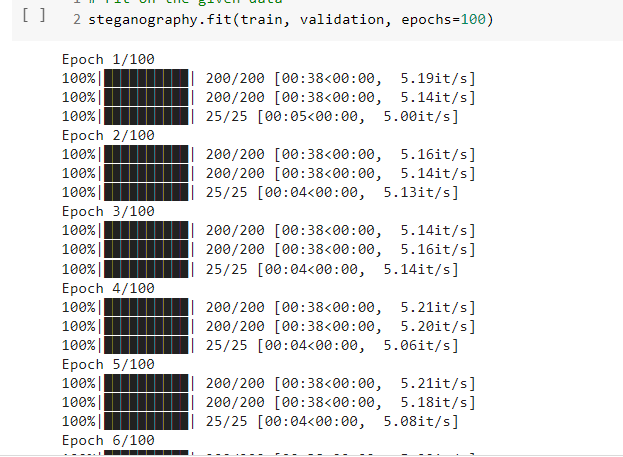 1 # Fit on the given data
[ ] 2 steganography.fit(train, validation, epochs=100)
Epoch 1/100
100%|██████████| 200/200 [00:38<00:00, 5.19it/s]
100%|██████████| 200/200 [00:38<00:00, 5.14it/s]
100%|██████████| 25/25 [00:05<00:00, 5.00it/s]
Epoch 2/100
100%|██████████| 200/200 [00:38<00:00, 5.16it/s]
100%|██████████| 200/200 [00:38<00:00, 5.14it/s]
100%|██████████| 25/25 [00:04<00:00, 5.13it/s]
Epoch 3/100
100%|██████████| 200/200 [00:38<00:00, 5.14it/s]
100%|██████████| 200/200 [00:38<00:00, 5.16it/s]
100%|██████████| 25/25 [00:04<00:00, 5.14it/s]
Epoch 4/100
100%|██████████| 200/200 [00:38<00:00, 5.21it/s]
100%|██████████| 200/200 [00:38<00:00, 5.20it/s]
100%|██████████| 25/25 [00:04<00:00, 5.06it/s]
Epoch 5/100
100%|██████████| 200/200 [00:38<00:00, 5.21it/s]
100%|██████████| 200/200 [00:38<00:00, 5.18it/s]
100%|██████████| 25/25 [00:04<00:00, 5.08it/s]
Epoch 6/100